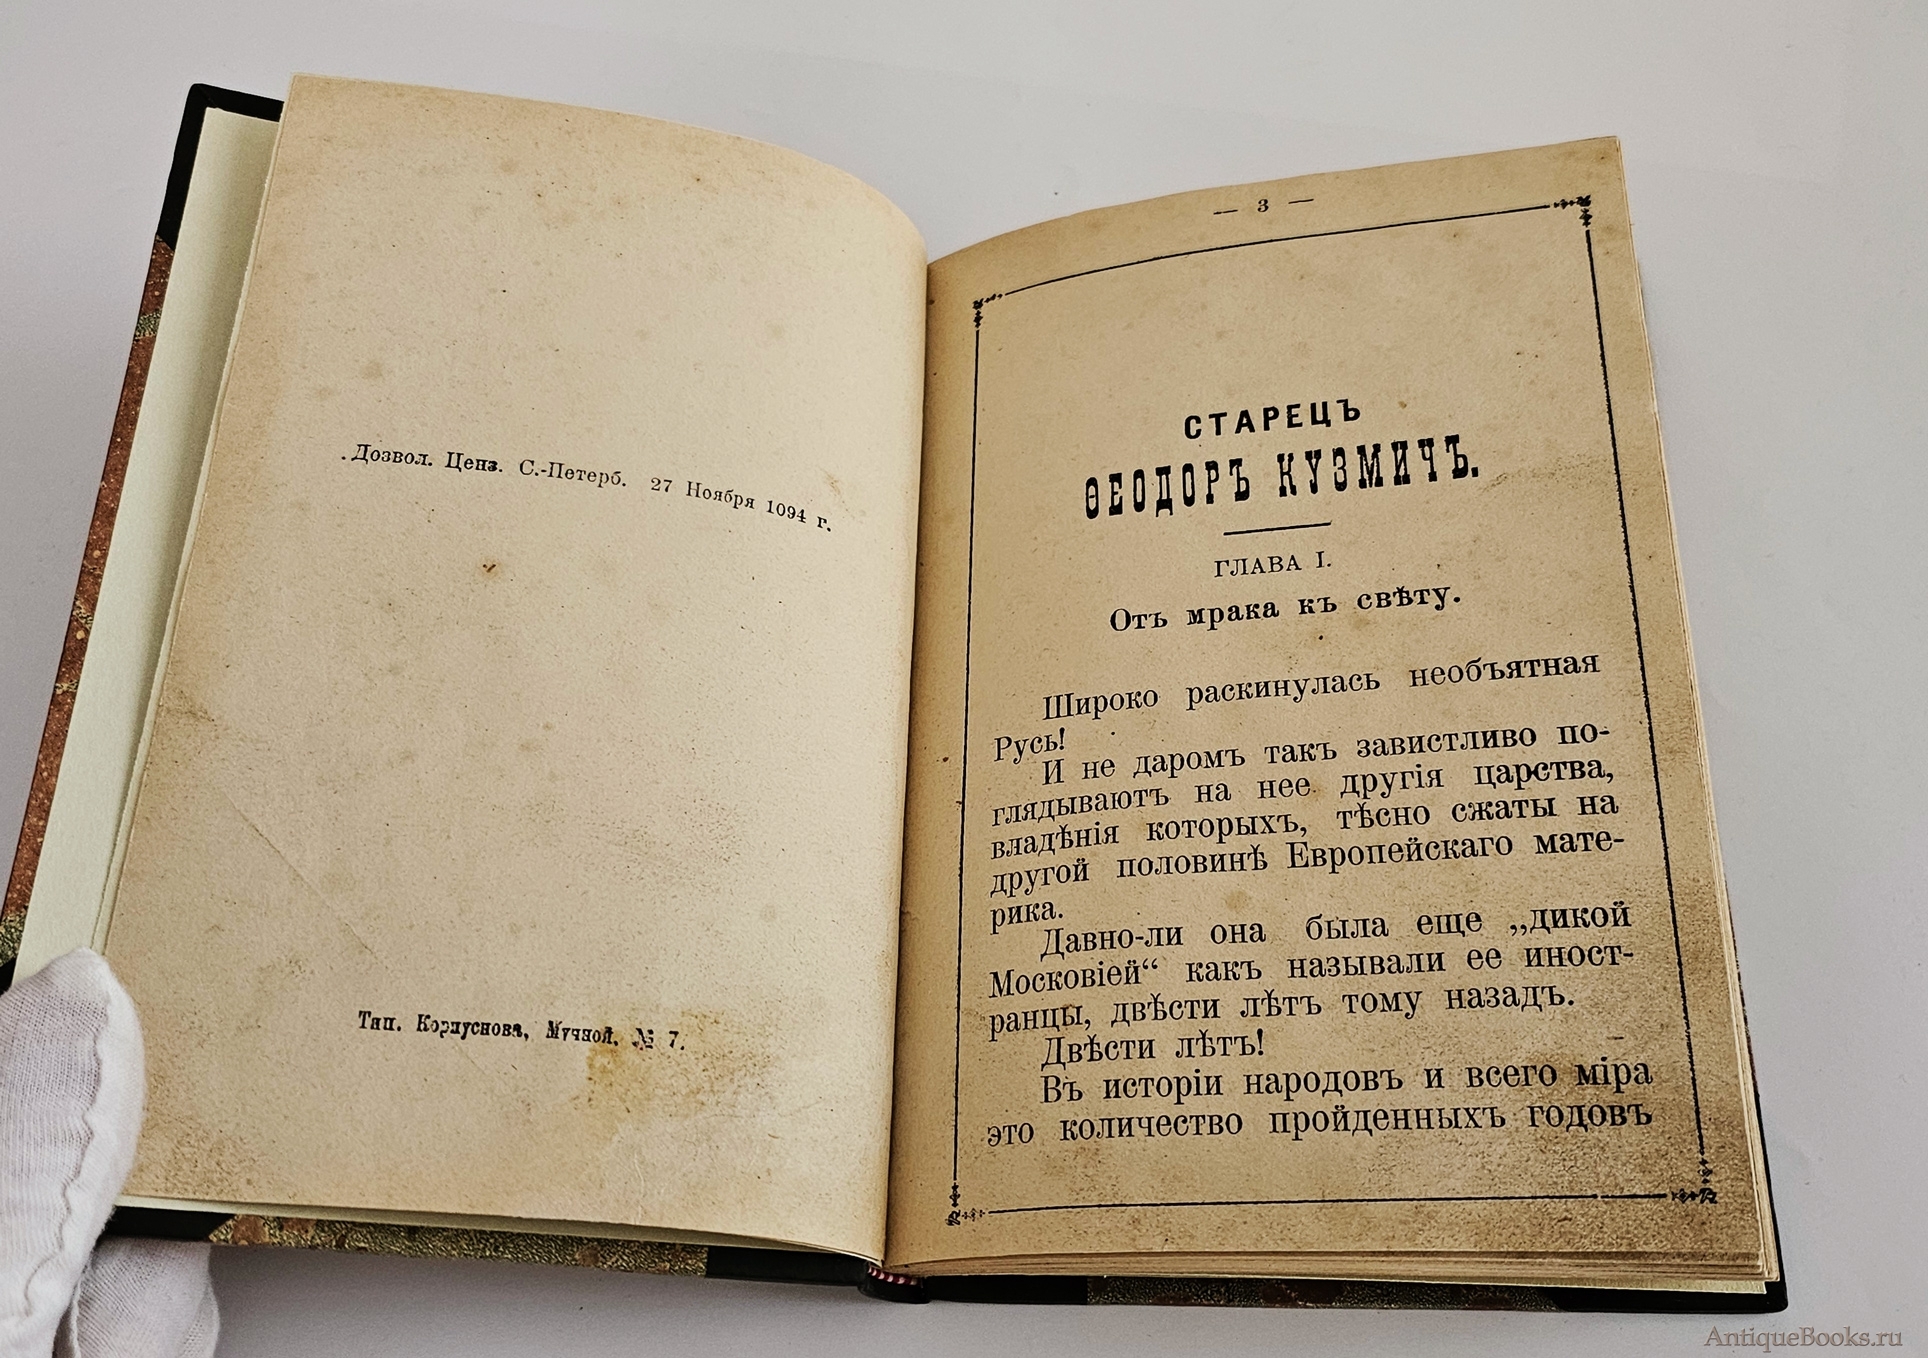 Дозвол. Ценз. С.-Петерб. 27 Ноября 1094 г.
Тип. Корпуснова, Мучной, № 7.
— 3 —
СТАРЕЦЪ
ѲЕОДОРЪ КУЗМИЧЪ.
ГЛАВА I.
Отъ мрака къ свѣту.
Широко раскинулась необъятная
Русь!
И не даромъ такъ завистливо по-
глядываютъ на нее другія царства,
владѣнія которыхъ, тѣсно сжаты на
другой половинѣ Европейскаго мате-
рика.
Давно-ли она была еще „дикой
Московіей“ какъ называли ее иност-
ранцы, двѣсти лѣтъ тому назадъ.
Двѣсти лѣтъ!
Въ исторіи народовъ и всего міра
это количество пройденныхъ годовъ
AntiqueBooks.ru